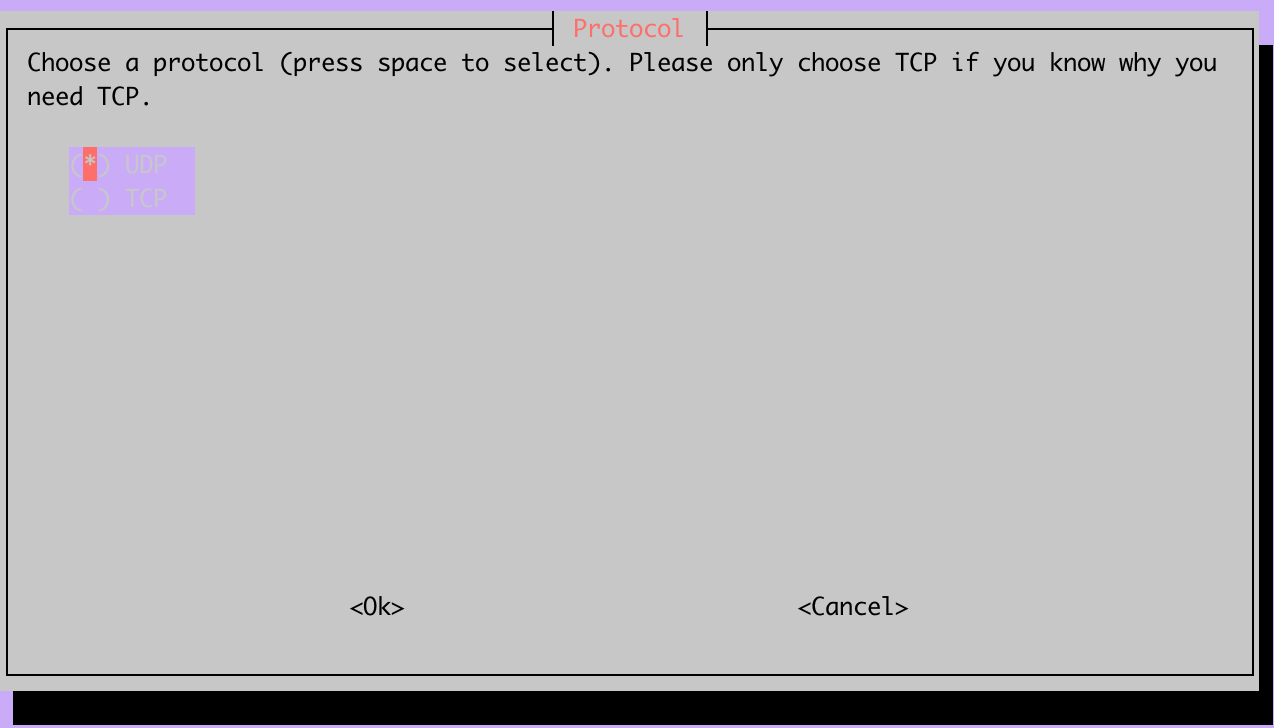 Protocol
Choose a protocol (press space to select). Please only choose TCP if you know why you
need TCP.
(*) UDP
( ) TCP
<Ok> <Cancel>